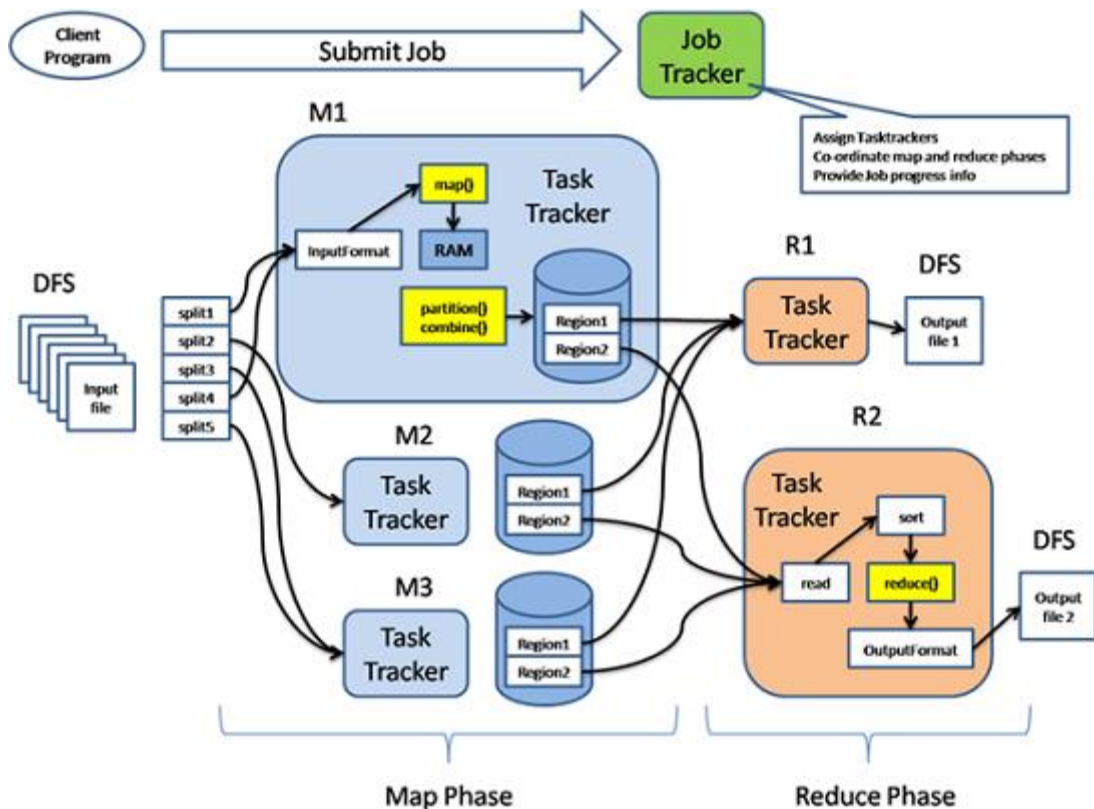 Client
Program
Submit Job
Job
Tracker
Assign Tasktrackers
Co-ordinate map and reduce phases
Provide Job progress info
M1
map()
Task
Tracker
InputFormat
RAM
partition()
combine()
Region1
Region2
DFS
Input
file
split1
split2
split3
split4
split5
R1
Task
Tracker
DFS
Output
file 1
M2
Task
Tracker
Region1
Region2
M3
Task
Tracker
Region1
Region2
R2
Task
Tracker
sort
read
reduce()
OutputFormat
DFS
Output
file 2
Map Phase
Reduce Phase